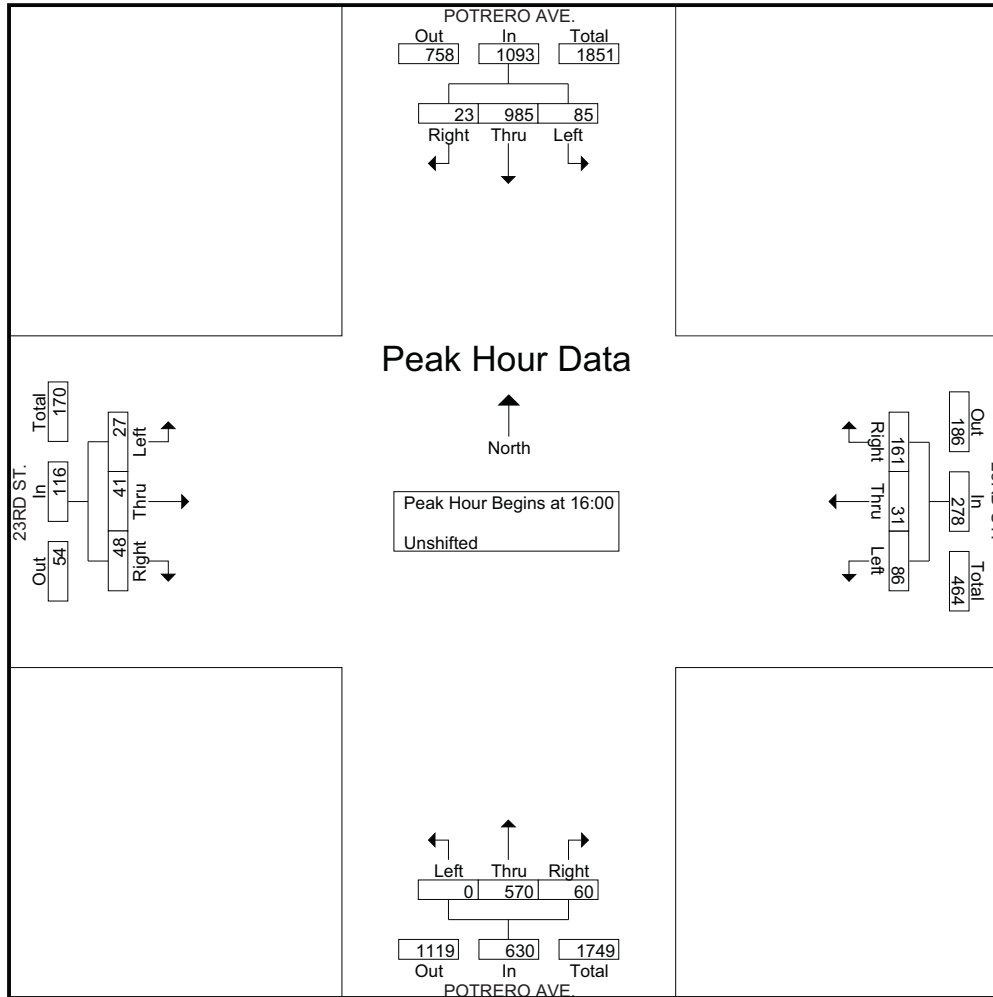 POTRERO AVE.
Out In Total
758 1093 1851
23 985 85
Right Thru Left
Peak Hour Data
North
Peak Hour Begins at 16:00
Unshifted
23RD ST.
Out In Total
54 116 170
48 41 27
Right Thru Left
Out In Total
186 278 464
161 31 86
Right Thru Left
Left Thru Right
0 570 60
1119 630 1749
Out In Total
POTRERO AVE.